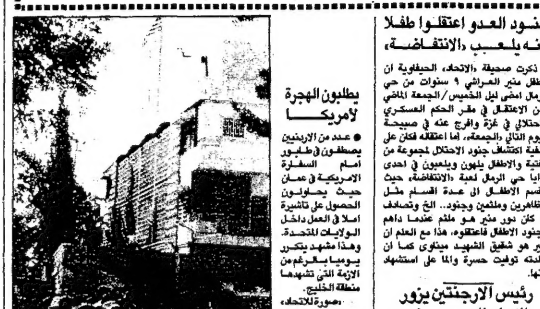 جنود العدو اعتقلوا طفلا
لأنه يلعب «الانتفاضة»
ذكرت صحيفة «الاتحاد» الحيفاوية ان
الطفل منير العراني ٩ سنوات من حي
الرمال امضى ليل الخميس/الجمعة الماضي
في الاعتقال في مقر الحكم العسكري
الاحتلالي في غزة وافرج عنه في صبيحة
اليوم التالي «الجمعة». اما اعتقاله فكان على
خلفية اكتشاف جنود الاحتلال لمجموعة من
الفتية والاطفال يلهون ويلعبون في احدى
زوايا حي الرمال لعبة «الانتفاضة»، حيث
قسم الاطفال الى عدة اقسام مثل
متظاهرين وملثمين وجنود.. الخ وتصادف
ان كان دور منير هو ملثم عندما داهم
الجنود الاطفال فاعتقلوه. هذا مع العلم ان
منير هو شقيق الشهيد ميناوى كما ان
والدته توفيت حسرة والما على استشهاد
ابنها.
رئيس الارجنتين يزور
يطلبون الهجرة
لأمريكا
● عدد من الاردنيين
يصطفون في طابور
امام السفارة
الامريكية في عمان
حيث يحاولون
الحصول على تاشيرة
املا في العمل داخل
الولايات المتحدة.
وهذا مشهد يتكرر
يوميا بالرغم من
الازمة التي تشهدها
منطقة الخليج.
«صورة للاتحاد»